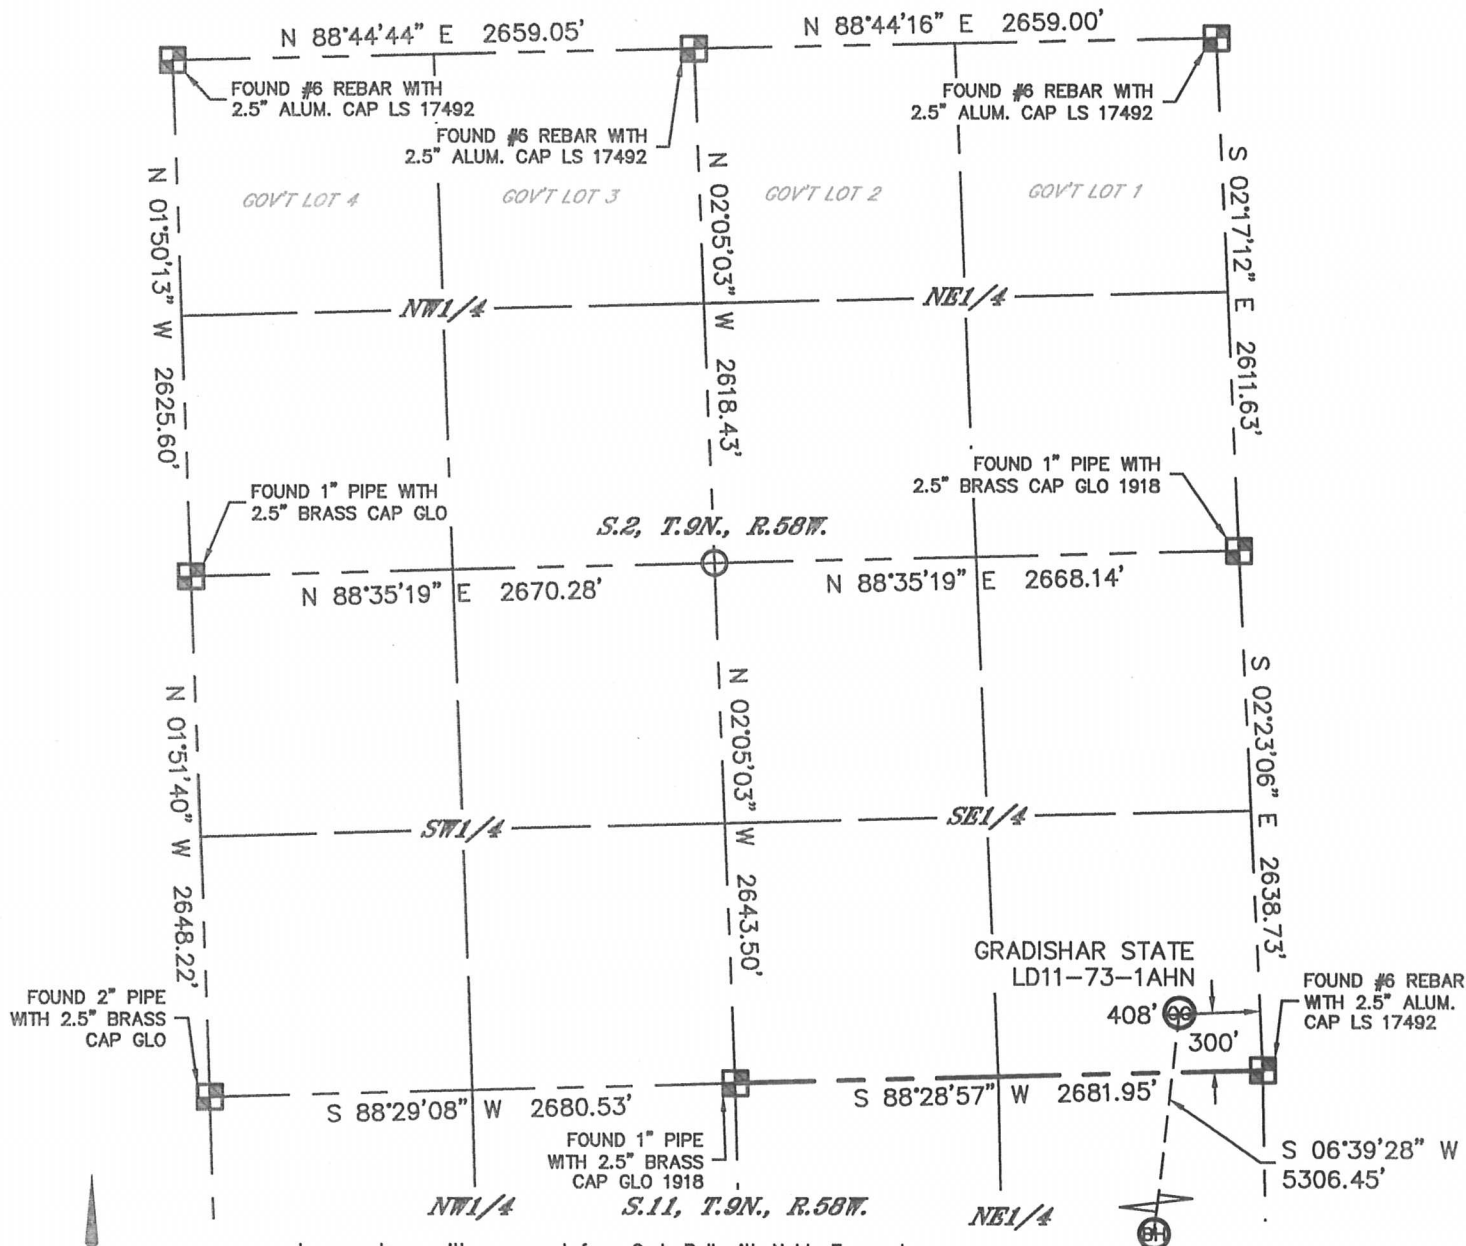 N 88°44'44" E 2659.05'
N 88°44'16" E 2659.00'
FOUND #6 REBAR WITH
2.5" ALUM. CAP LS 17492
FOUND #6 REBAR WITH
2.5" ALUM. CAP LS 17492
FOUND #6 REBAR WITH
2.5" ALUM. CAP LS 17492
GOV'T LOT 4
GOV'T LOT 3
GOV'T LOT 2
GOV'T LOT 1
N 01°50'13" W 2625.60'
N 02°05'03" W 2618.43'
S 02°17'12" E 2611.63'
NW1/4
NE1/4
FOUND 1" PIPE WITH
2.5" BRASS CAP GLO
FOUND 1" PIPE WITH
2.5" BRASS CAP GLO 1918
S.2, T.9N., R.58W.
N 88°35'19" E 2670.28'
N 88°35'19" E 2668.14'
N 01°51'40" W 2648.22'
N 02°05'03" W 2643.50'
S 02°23'06" E 2638.73'
SW1/4
SE1/4
GRADISHAR STATE
LD11-73-1AHN
408'
300'
FOUND 2" PIPE
WITH 2.5" BRASS
CAP GLO
FOUND #6 REBAR
WITH 2.5" ALUM.
CAP LS 17492
S 88°29'08" W 2680.53'
S 88°28'57" W 2681.95'
FOUND 1" PIPE
WITH 2.5" BRASS
CAP GLO 1918
S 06°39'28" W
5306.45'
NW1/4
S.11, T.9N., R.58W.
NE1/4
BH